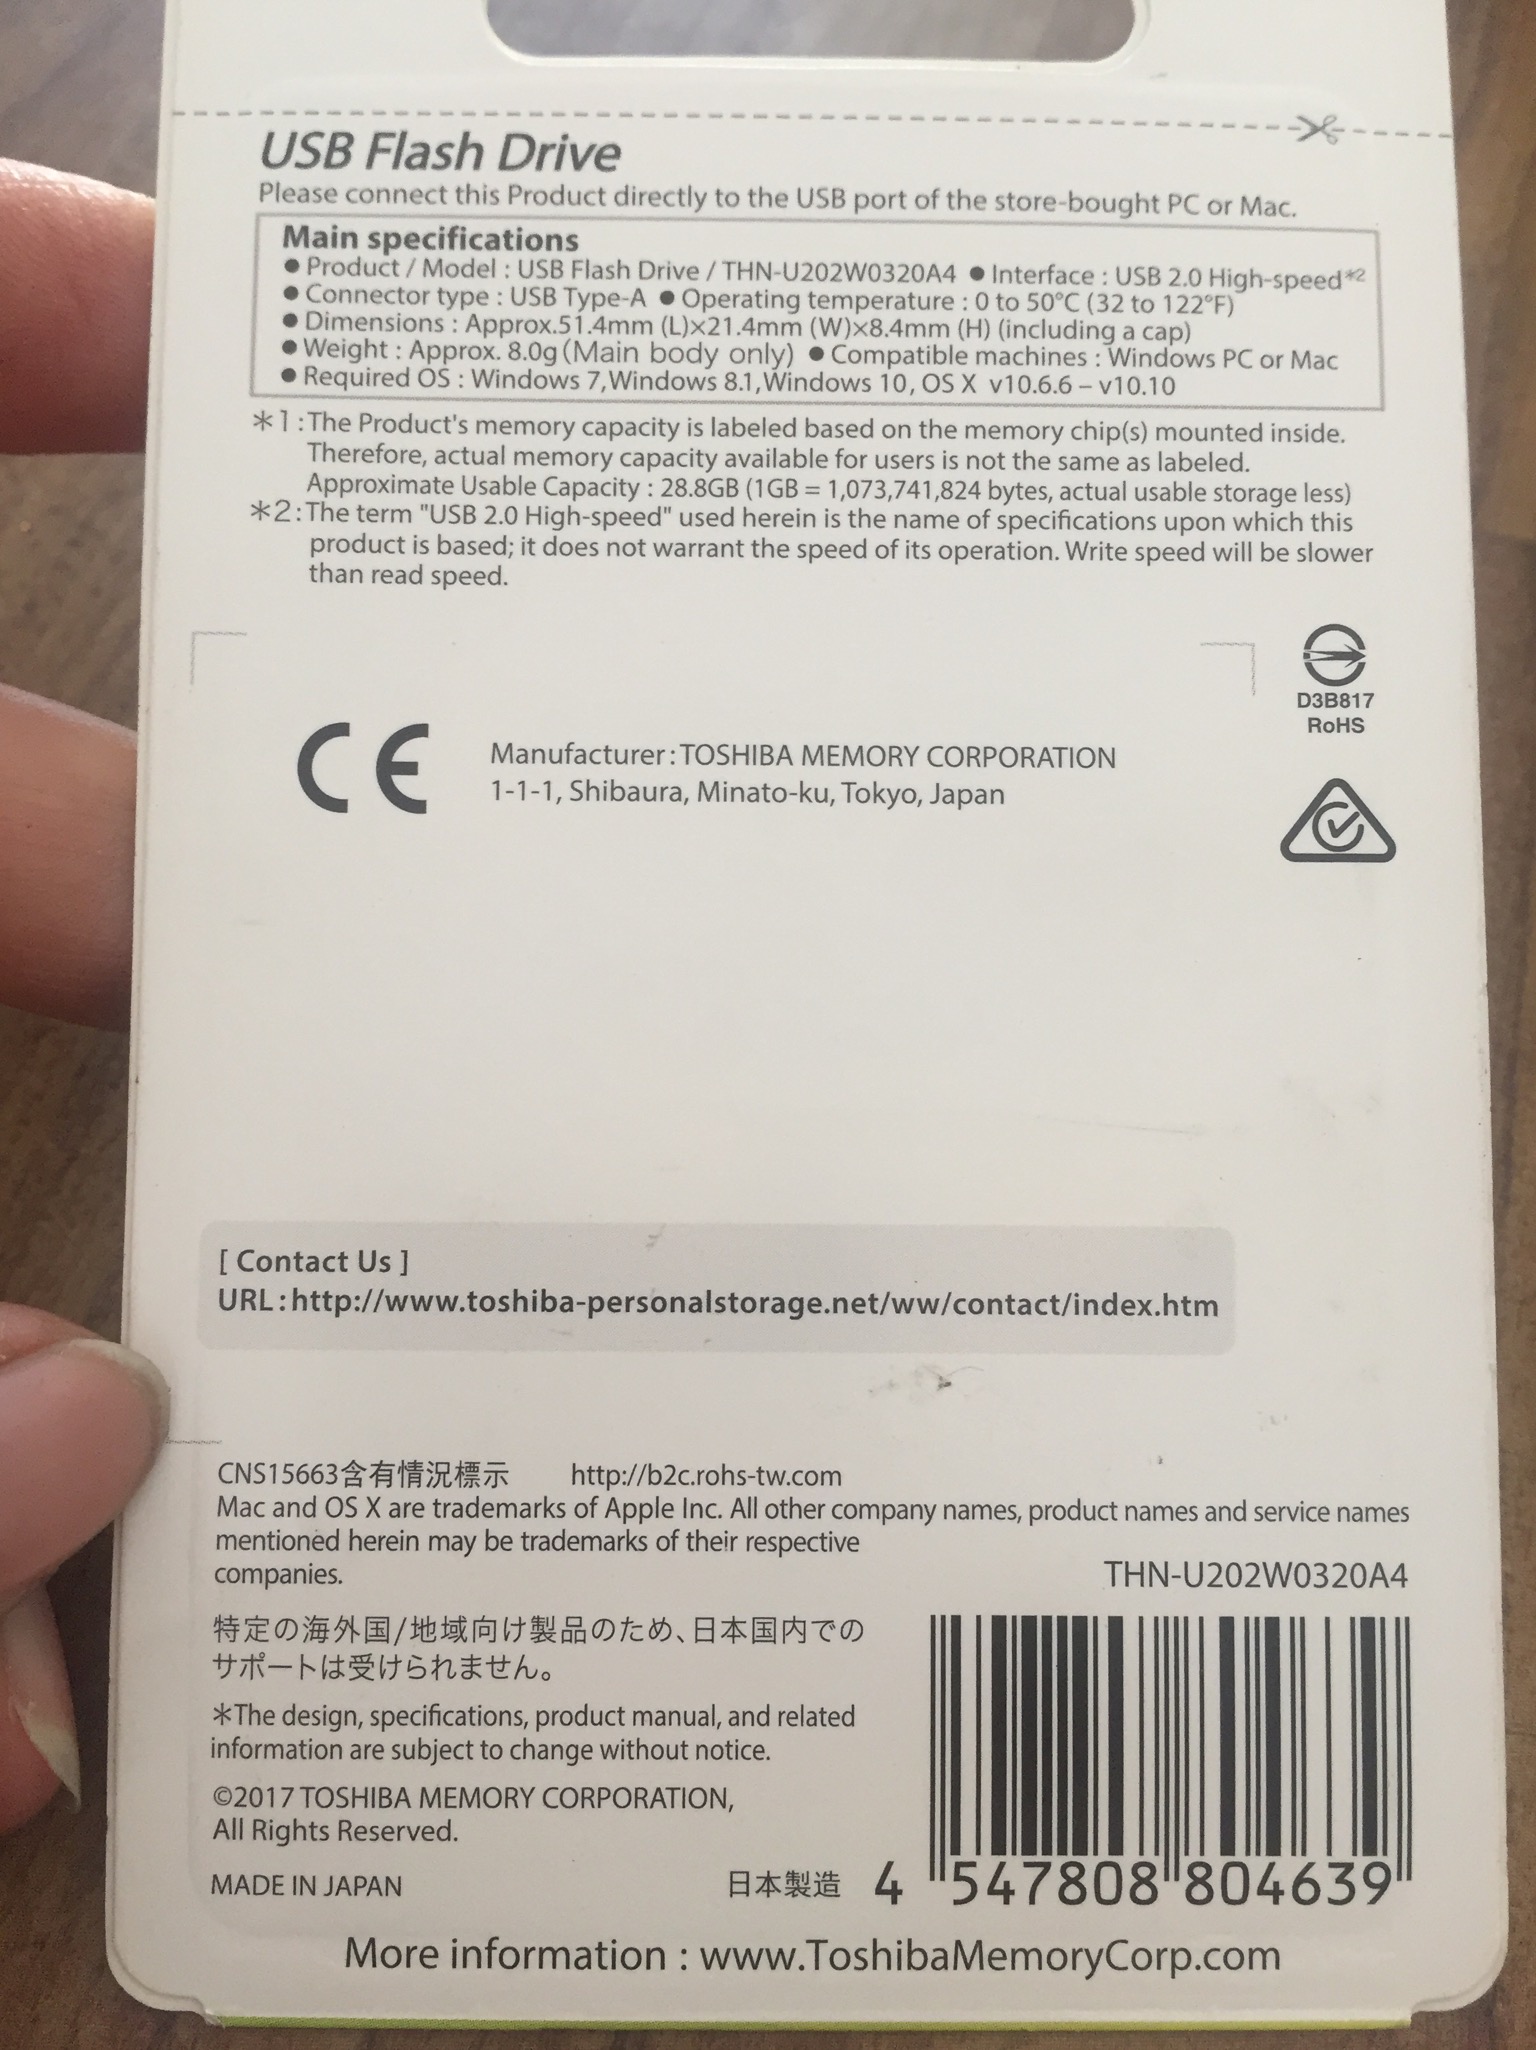 USB Flash Drive
Please connect this Product directly to the USB port of the store-bought PC or Mac.
Main specifications
● Product / Model : USB Flash Drive / THN-U202W0320A4 ● Interface : USB 2.0 High-speed*2
● Connector type : USB Type-A ● Operating temperature : 0 to 50°C (32 to 122°F)
● Dimensions : Approx.51.4mm (L)×21.4mm (W)×8.4mm (H) (including a cap)
● Weight : Approx. 8.0g (Main body only) ● Compatible machines : Windows PC or Mac
● Required OS : Windows 7, Windows 8.1, Windows 10, OS X v10.6.6 – v10.10
*1 : The Product's memory capacity is labeled based on the memory chip(s) mounted inside.
Therefore, actual memory capacity available for users is not the same as labeled.
Approximate Usable Capacity : 28.8GB (1GB = 1,073,741,824 bytes, actual usable storage less)
*2 : The term "USB 2.0 High-speed" used herein is the name of specifications upon which this
product is based; it does not warrant the speed of its operation. Write speed will be slower
than read speed.
D3B817
RoHS
CE
Manufacturer : TOSHIBA MEMORY CORPORATION
1-1-1, Shibaura, Minato-ku, Tokyo, Japan
[ Contact Us ]
URL : http://www.toshiba-personalstorage.net/ww/contact/index.htm
CNS15663含有情況標示 http://b2c.rohs-tw.com
Mac and OS X are trademarks of Apple Inc. All other company names, product names and service names
mentioned herein may be trademarks of their respective
companies.
THN-U202W0320A4
特定の海外国/地域向け製品のため、日本国内での
サポートは受けられません。
*The design, specifications, product manual, and related
information are subject to change without notice.
©2017 TOSHIBA MEMORY CORPORATION,
All Rights Reserved.
MADE IN JAPAN 日本製造 4 547808 804639
More information : www.ToshibaMemoryCorp.com